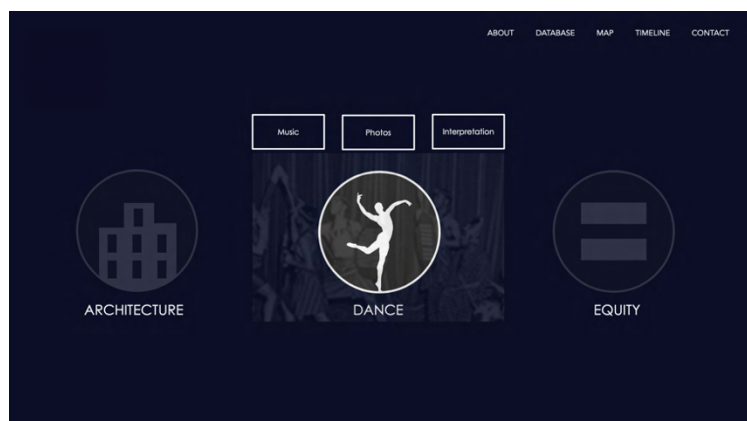 ABOUT DATABASE MAP TIMELINE CONTACT
Music Photos Interpretation
ARCHITECTURE DANCE EQUITY